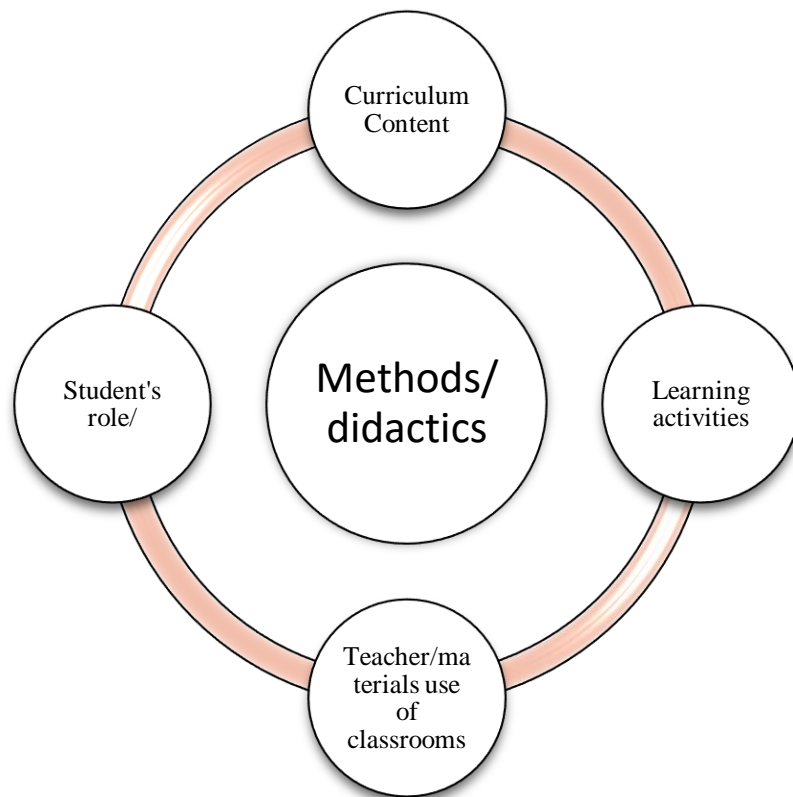 Curriculum
Content
Student's
role/
Methods/
didactics
Learning
activities
Teacher/ma
terials use
of
classrooms